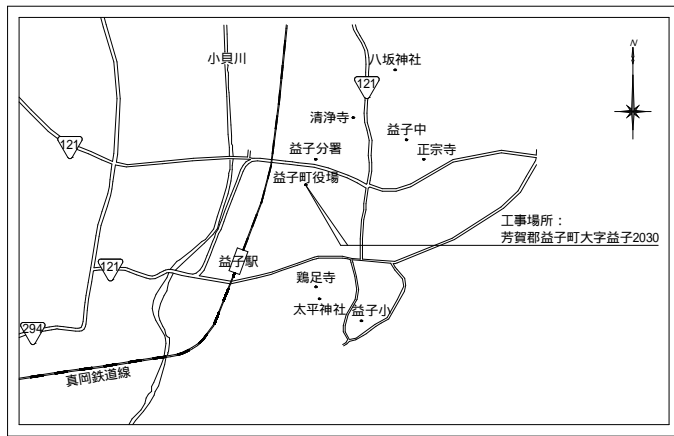 N
小貝川
八坂神社
121
清浄寺
益子中
121
益子分署
正宗寺
益子町役場
工事場所：
芳賀郡益子町大字益子2030
益子駅
121
鶏足寺
太平神社
益子小
294
真岡鉄道線